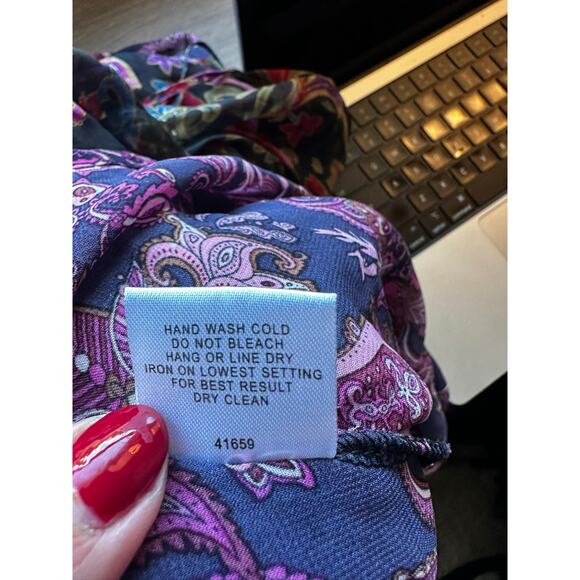 HAND WASH COLD
DO NOT BLEACH
HANG OR LINE DRY
IRON ON LOWEST SETTING
FOR BEST RESULT
DRY CLEAN
41659